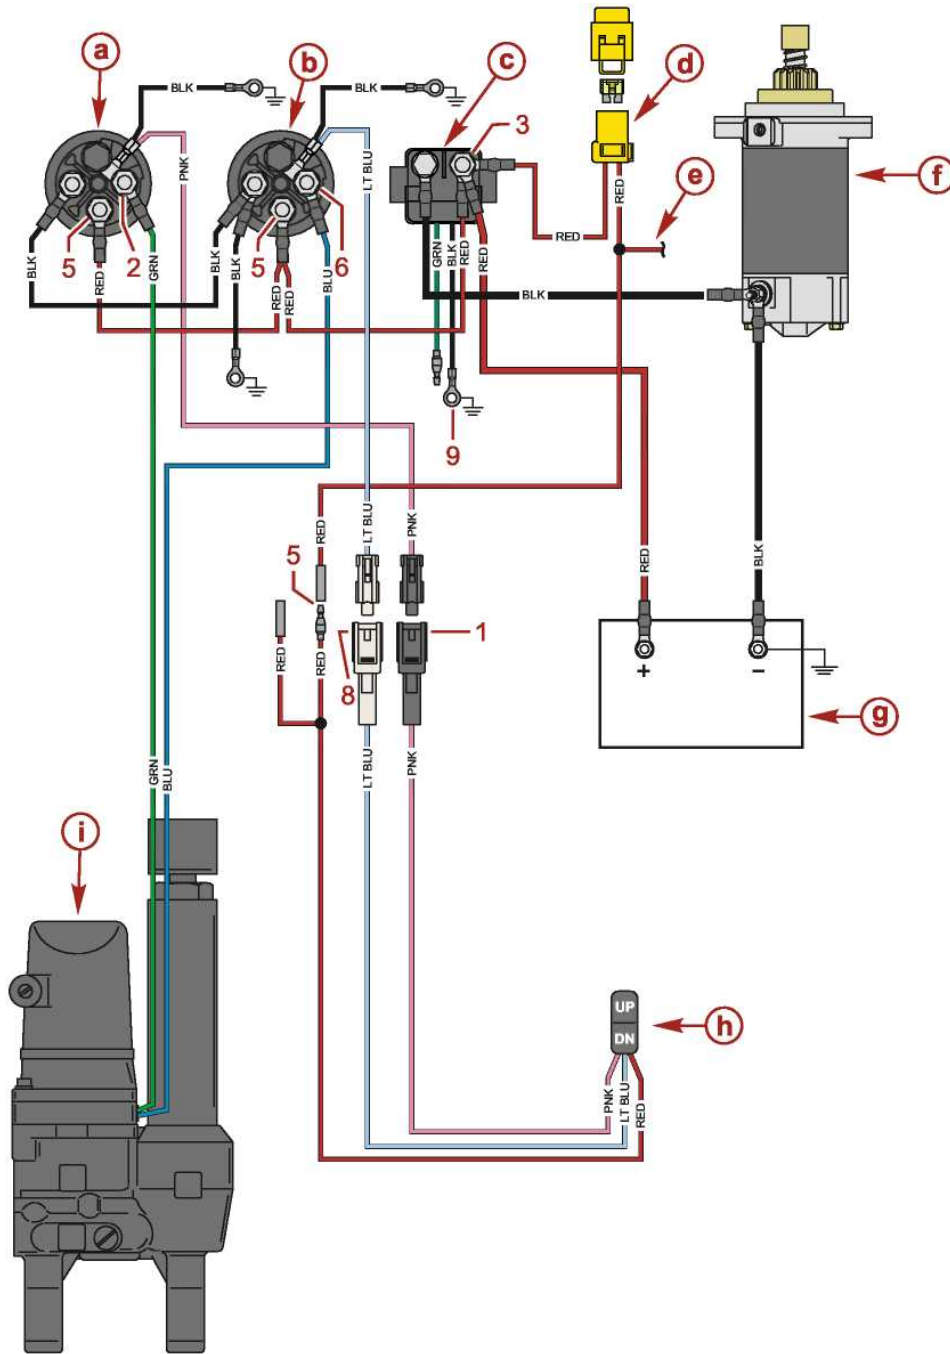 a
b
c
d
e
f
BLK
BLK
3
PNK
LT BLU
RED
RED
BLK
5
RED
2
GRN
BLK
BLK
5
RED
6
BLU
GRN
BLK
RED
RED
BLK
RED
9
RED
LT BLU
PNK
RED
BLK
5
1
RED
RED
8
+
−
g
GRN
BLU
LT BLU
PNK
i
UP
DN
h
PNK
LT BLU
RED